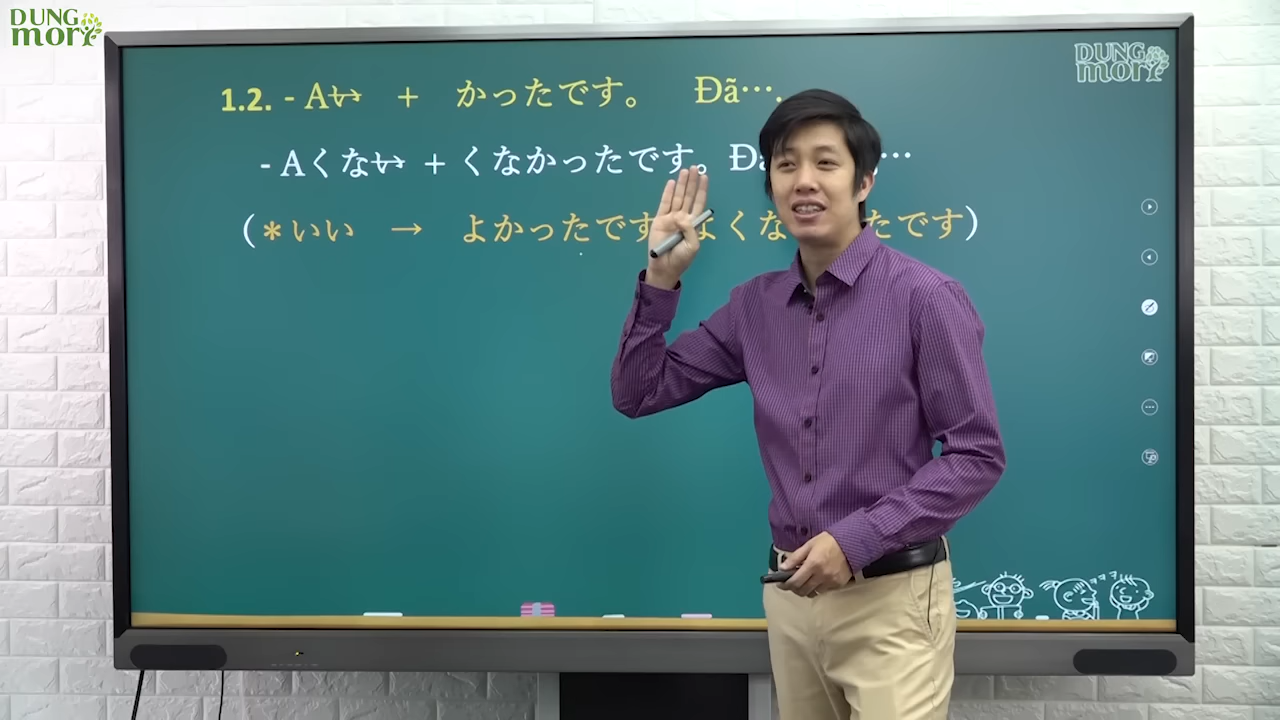 DUNG
mori
DUNG
mori
1.2. - Aい + かったです。 Đã….
- Aくない + くなかったです。 …
(＊いい → よかったです よくな たです)